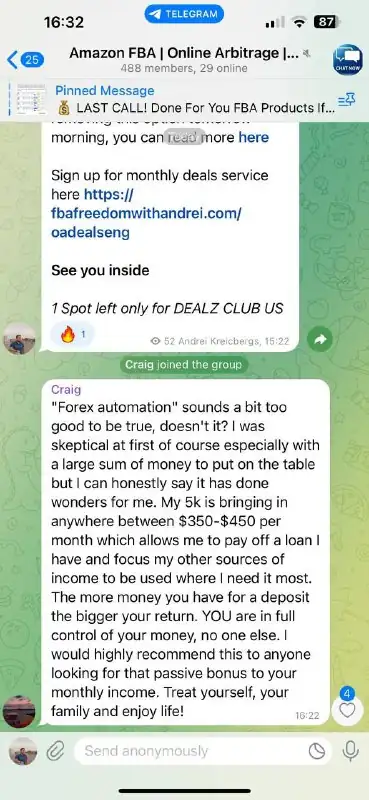 16:32
TELEGRAM
87
25
Amazon FBA | Online Arbitrage |...
488 members, 29 online
CHAT NOW
Pinned Message
💰 LAST CALL! Done For You FBA Products If...
removing this option tomorrow
morning, you can read more here
Sign up for monthly deals service
here https://
fbafreedomwithandrei.com/
oadealseng
See you inside
1 Spot left only for DEALZ CLUB US
🔥 1
52 Andrei Kreicbergs, 15:22
Craig joined the group
Craig
"Forex automation" sounds a bit too
good to be true, doesn't it? I was
skeptical at first of course especially with
a large sum of money to put on the table
but I can honestly say it has done
wonders for me. My 5k is bringing in
anywhere between $350-$450 per
month which allows me to pay off a loan I
have and focus my other sources of
income to be used where I need it most.
The more money you have for a deposit
the bigger your return. YOU are in full
control of your money, no one else. I
would highly recommend this to anyone
looking for that passive bonus to your
monthly income. Treat yourself, your
family and enjoy life!
16:22
4
Send anonymously